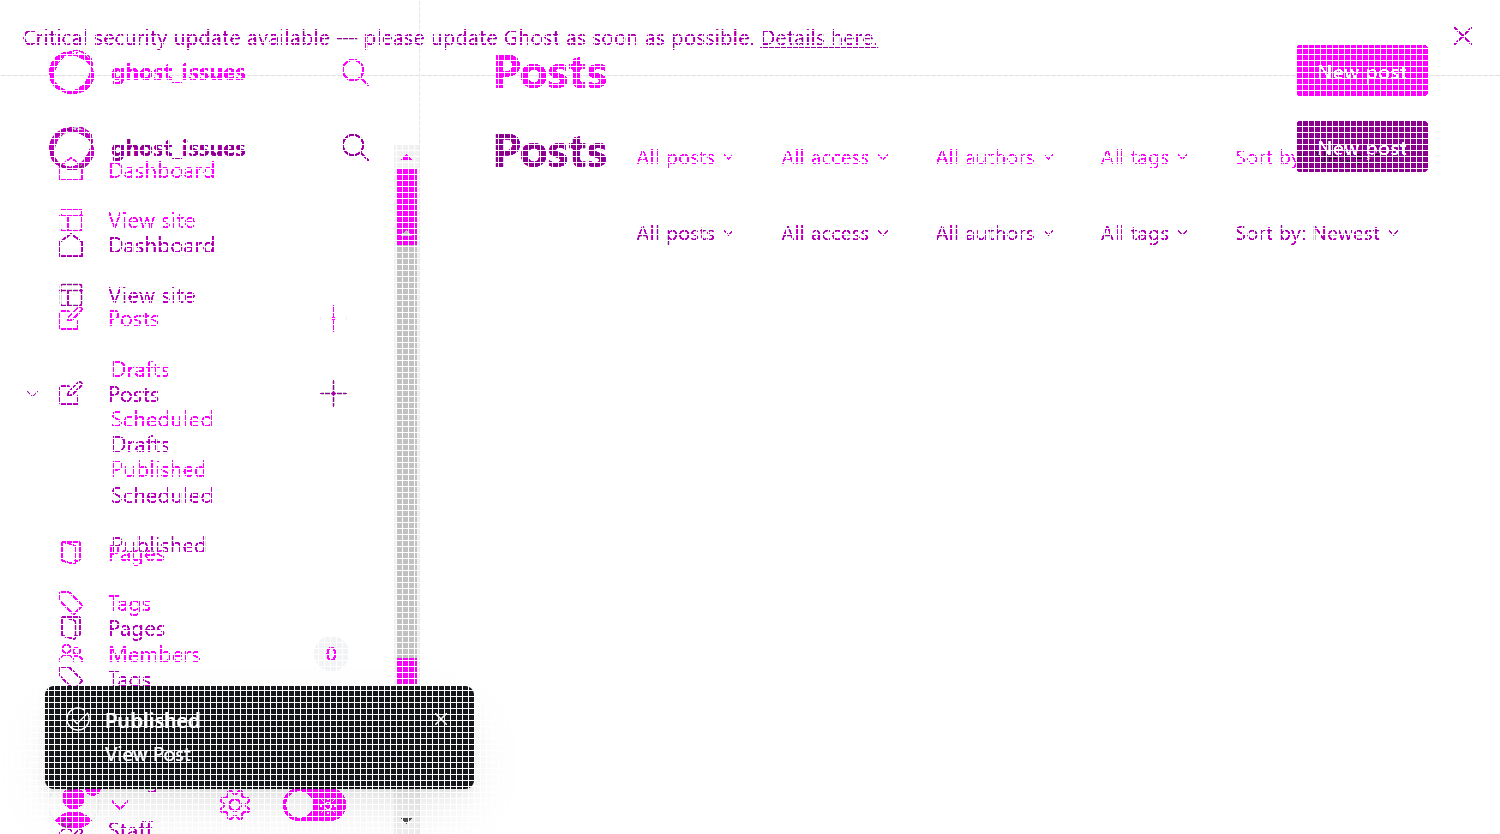 Critical security update available — please update Ghost as soon as possible. Details here.
ghost_issues
Posts
New post
ghost_issues
Posts
All posts
All access
All authors
All tags
Sort by
New post
Dashboard
View site
Dashboard
All posts
All access
All authors
All tags
Sort by: Newest
View site
Posts
Drafts
Posts
Scheduled
Drafts
Published
Scheduled
Published
Pages
Tags
Pages
Members
0
Tags
Published
View Post
Staff